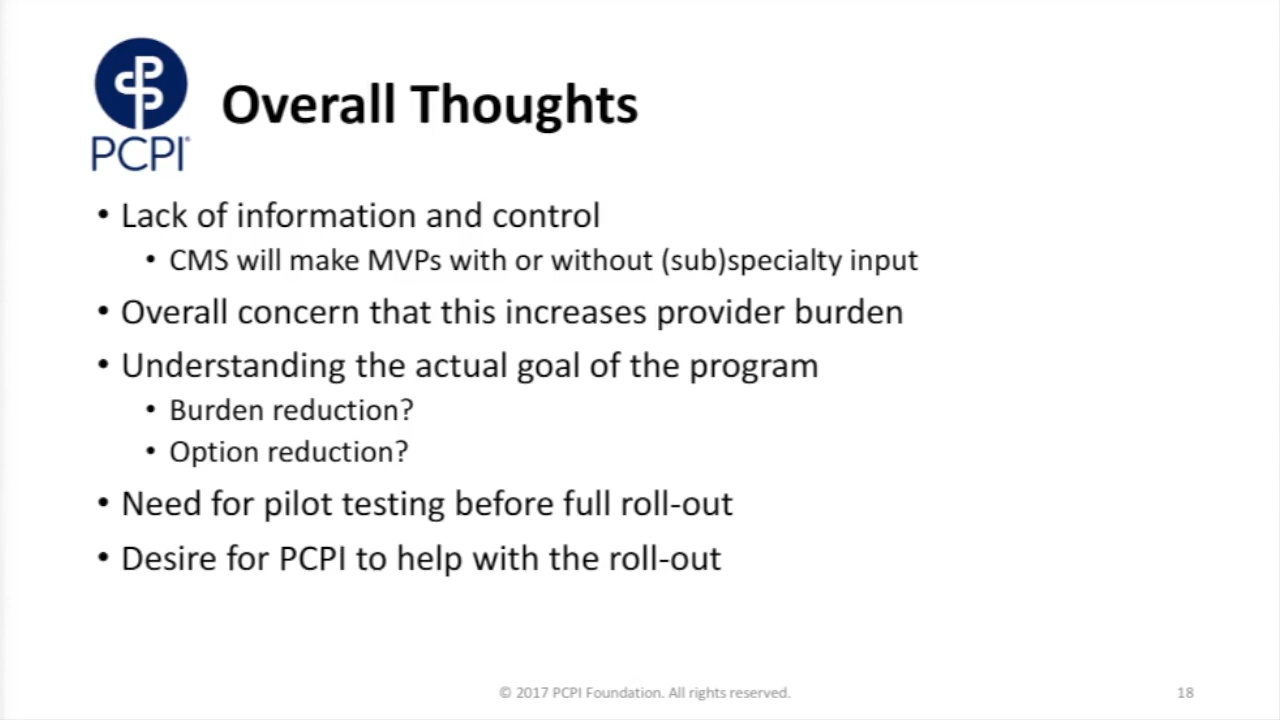 PCPI®
Overall Thoughts
• Lack of information and control
• CMS will make MVPs with or without (sub)specialty input
• Overall concern that this increases provider burden
• Understanding the actual goal of the program
• Burden reduction?
• Option reduction?
• Need for pilot testing before full roll-out
• Desire for PCPI to help with the roll-out
© 2017 PCPI Foundation. All rights reserved.
18